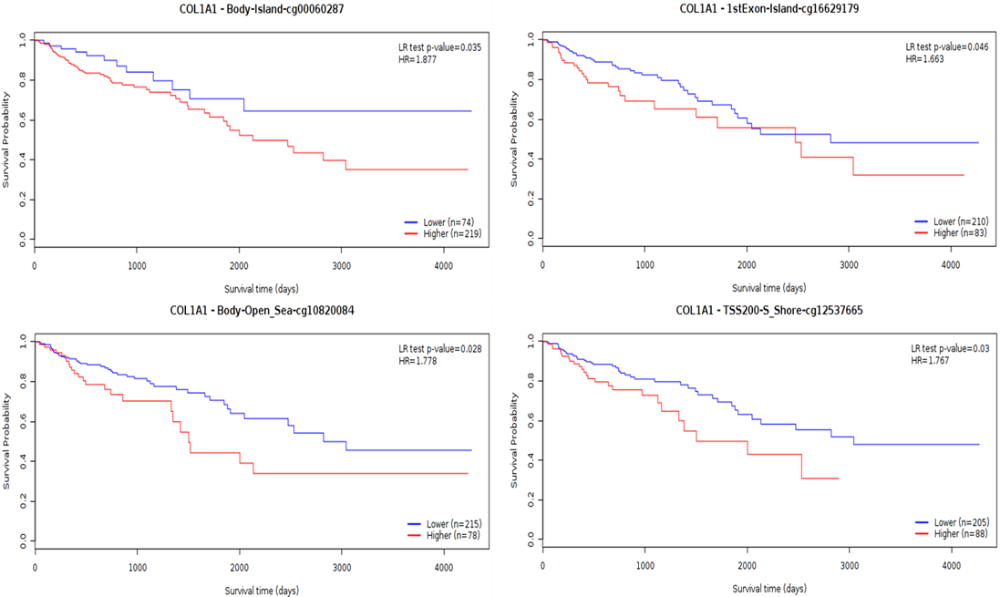 COL1A1 - Body-Island-cg00060287
LR test p-value=0.035
HR=1.877
Survival Probability
1.0
0.8
0.6
0.4
0.2
0.0
Lower (n=74)
Higher (n=219)
0 1000 2000 3000 4000
Survival time (days)
COL1A1 - 1stExon-Island-cg16629179
LR test p-value=0.046
HR=1.663
Survival Probability
1.0
0.8
0.6
0.4
0.2
0.0
Lower (n=210)
Higher (n=83)
0 1000 2000 3000 4000
Survival time (days)
COL1A1 - Body-Open_Sea-cg10820084
LR test p-value=0.028
HR=1.778
Survival Probability
1.0
0.8
0.6
0.4
0.2
0.0
Lower (n=215)
Higher (n=78)
0 1000 2000 3000 4000
Survival time (days)
COL1A1 - TSS200-S_Shore-cg12537665
LR test p-value=0.03
HR=1.767
Survival Probability
1.0
0.8
0.6
0.4
0.2
0.0
Lower (n=205)
Higher (n=88)
0 1000 2000 3000 4000
Survival time (days)